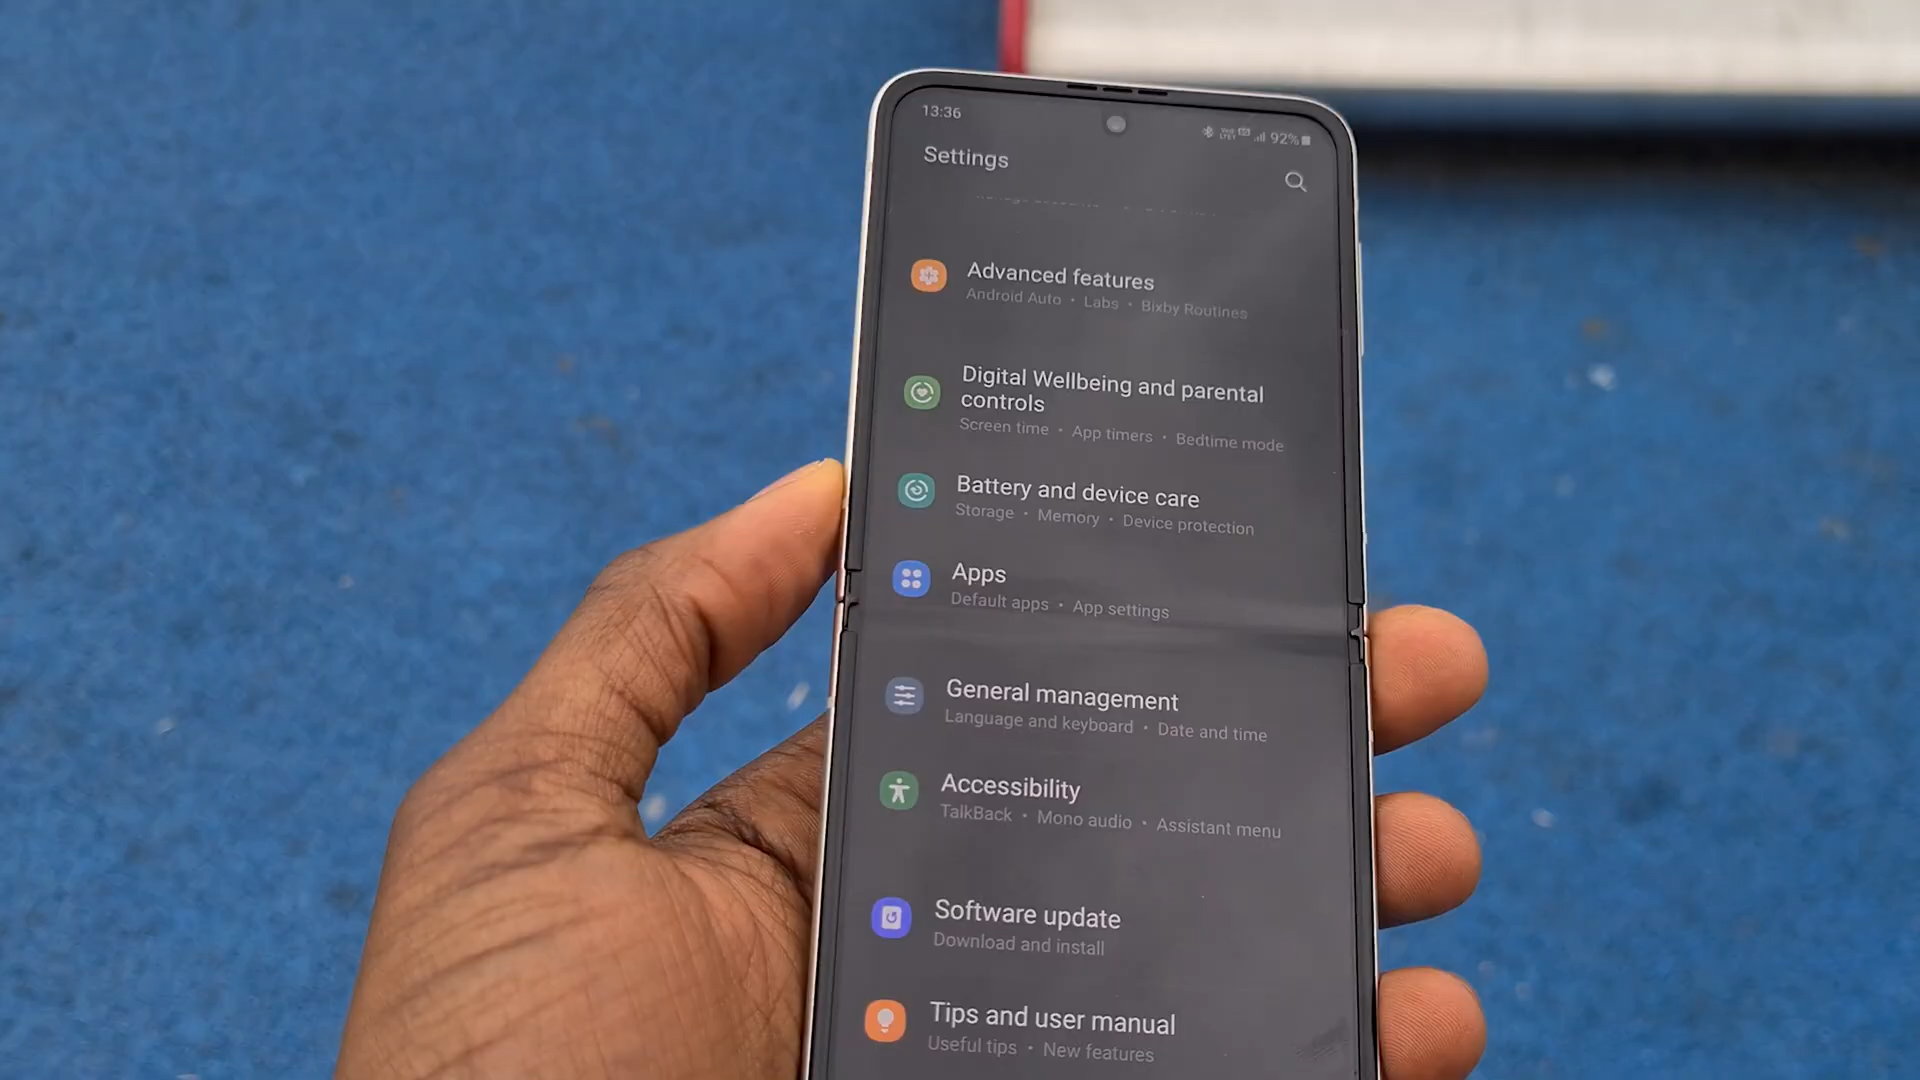 13:36
92%
Settings
Advanced features
Android Auto • Labs • Bixby Routines
Digital Wellbeing and parental
controls
Screen time • App timers • Bedtime mode
Battery and device care
Storage • Memory • Device protection
Apps
Default apps • App settings
General management
Language and keyboard • Date and time
Accessibility
TalkBack • Mono audio • Assistant menu
Software update
Download and install
Tips and user manual
Useful tips • New features